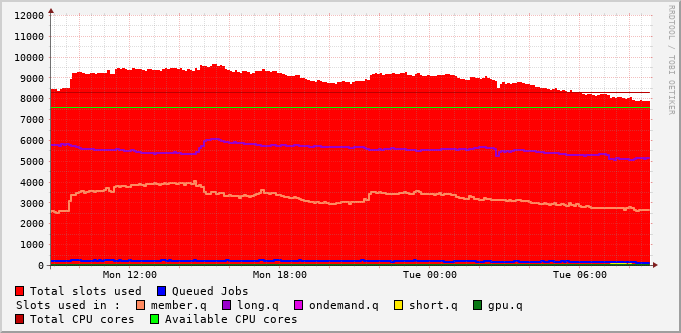 12000
11000
10000
9000
8000
7000
6000
5000
4000
3000
2000
1000
0
Mon 12:00 Mon 18:00 Tue 00:00 Tue 06:00
RRDTOOL / TOBI OETIKER
Total slots used Queued Jobs
Slots used in : member.q long.q ondemand.q short.q gpu.q
Total CPU cores Available CPU cores